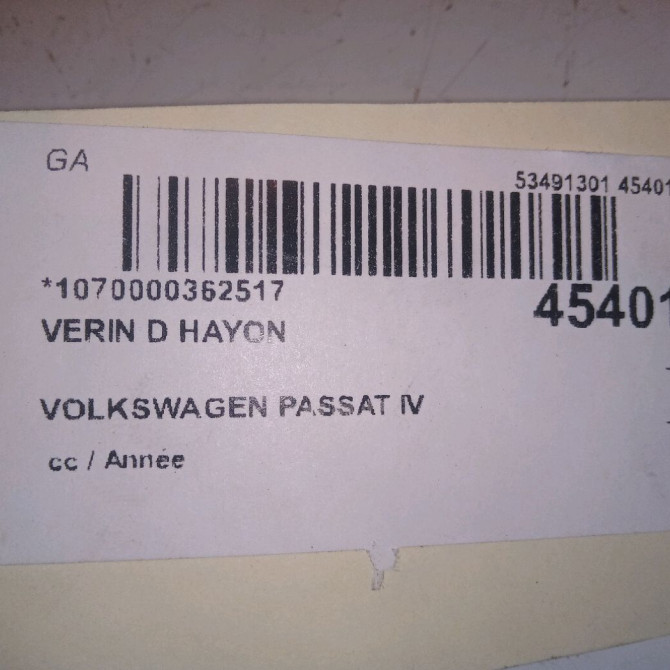 GA
53491301 45401
*1070000362517
45401
VERIN D HAYON
VOLKSWAGEN PASSAT IV
cc / Année